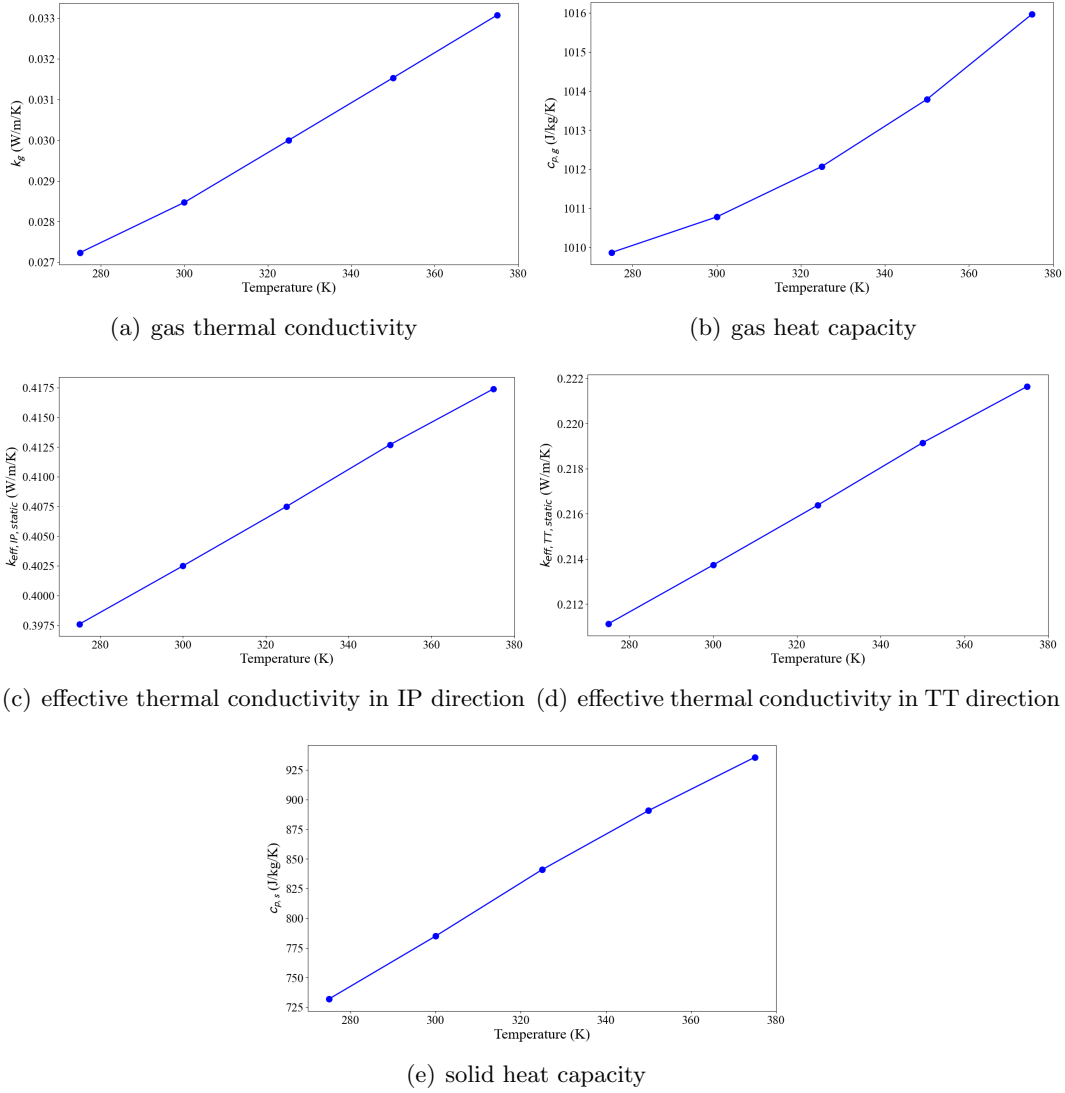 0.033
0.032
0.031
0.030
0.029
0.028
0.027
k_g (W/m/K)
280 300 320 340 360 380
Temperature (K)
(a) gas thermal conductivity
1016
1015
1014
1013
1012
1011
1010
c_{p,g} (J/kg/K)
280 300 320 340 360 380
Temperature (K)
(b) gas heat capacity
0.4175
0.4150
0.4125
0.4100
0.4075
0.4050
0.4025
0.4000
0.3975
k_{eff,IP,static} (W/m/K)
280 300 320 340 360 380
Temperature (K)
(c) effective thermal conductivity in IP direction
0.222
0.220
0.218
0.216
0.214
0.212
k_{eff,TT,static} (W/m/K)
280 300 320 340 360 380
Temperature (K)
(d) effective thermal conductivity in TT direction
925
900
875
850
825
800
775
750
725
c_{p,s} (J/kg/K)
280 300 320 340 360 380
Temperature (K)
(e) solid heat capacity